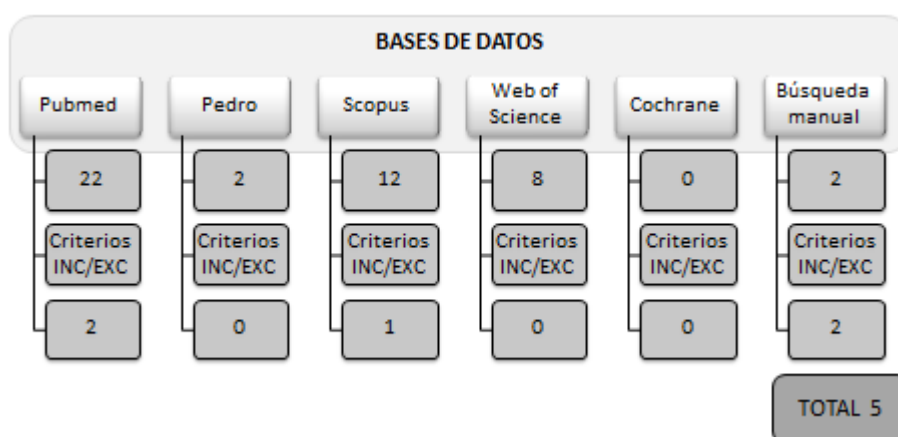 BASES DE DATOS
Pubmed
Pedro
Scopus
Web of
Science
Cochrane
Búsqueda
manual
22
2
12
8
0
2
Criterios
INC/EXC
Criterios
INC/EXC
Criterios
INC/EXC
Criterios
INC/EXC
Criterios
INC/EXC
Criterios
INC/EXC
2
0
1
0
0
2
TOTAL 5